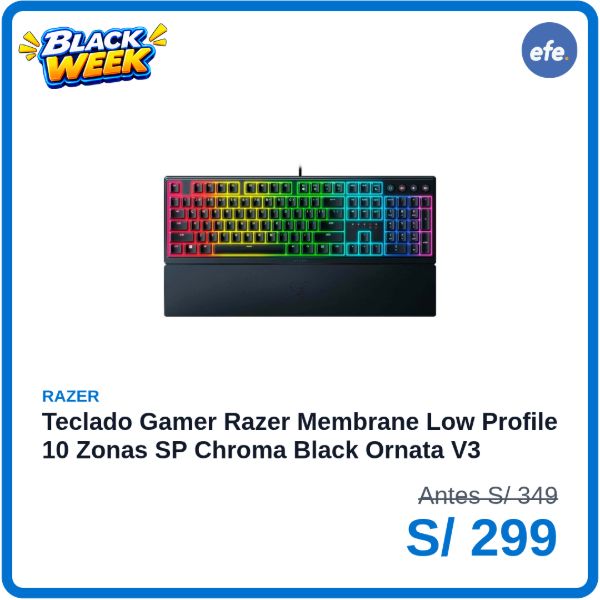 BLACK
WEEK
efe.
RAZER
Teclado Gamer Razer Membrane Low Profile
10 Zonas SP Chroma Black Ornata V3
Antes S/ 349
S/ 299